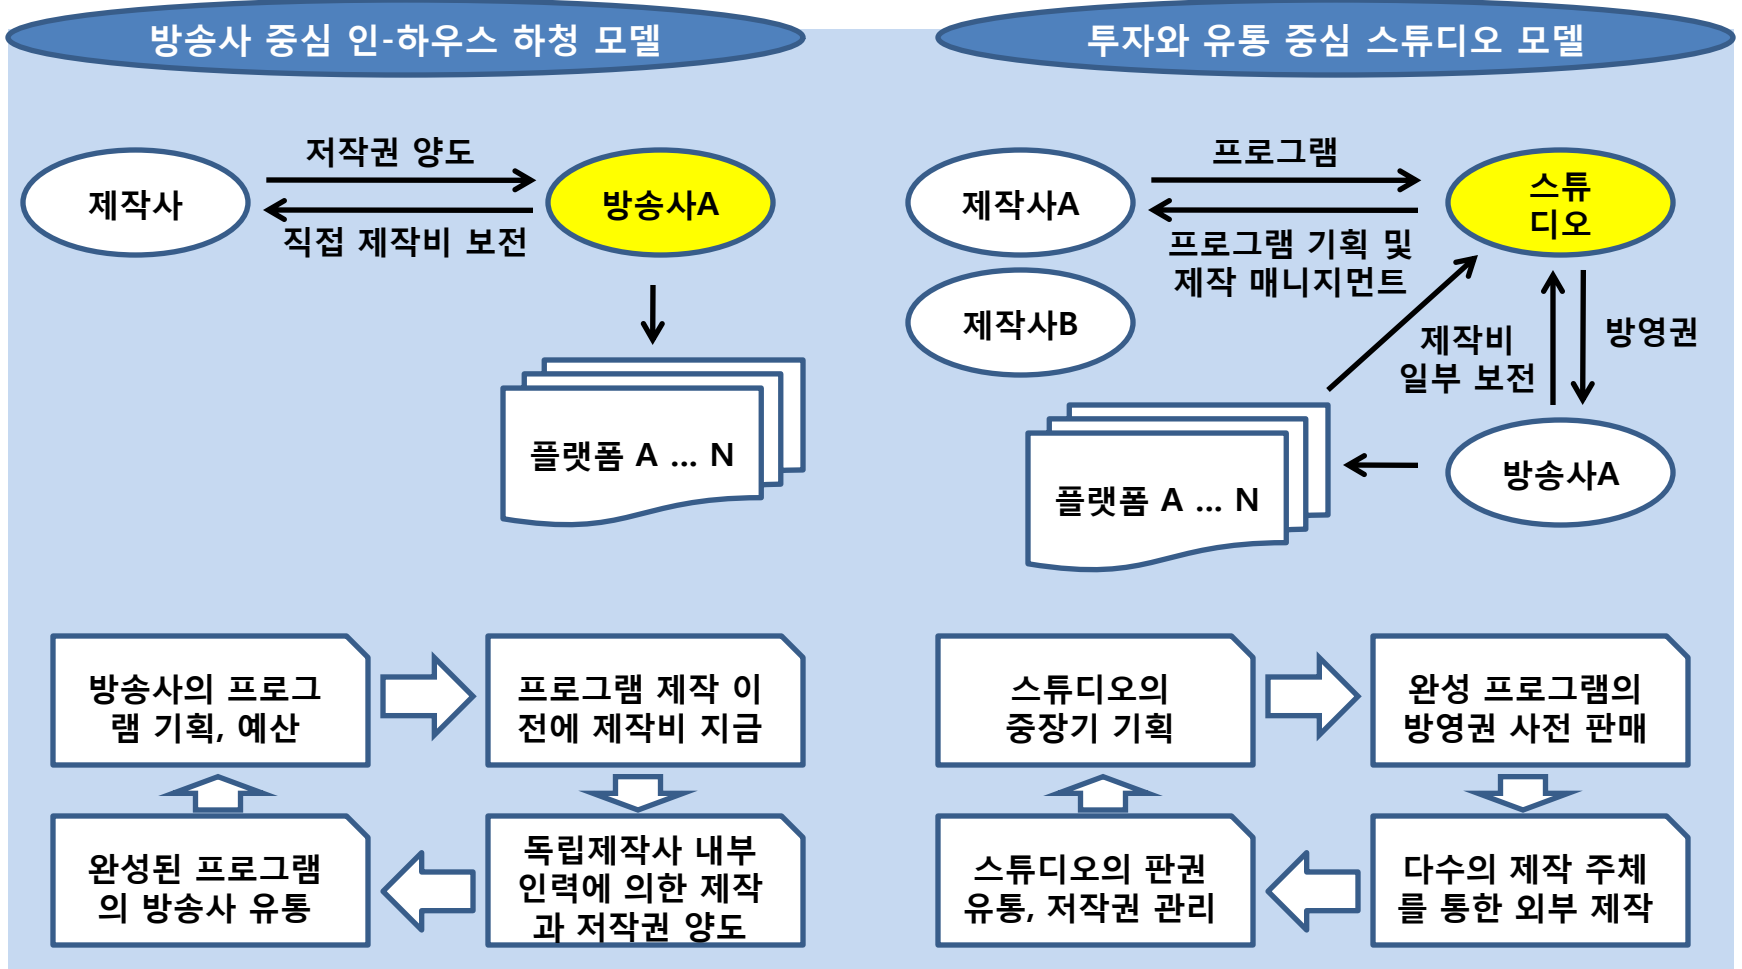 방송사 중심 인-하우스 하청 모델
저작권 양도
제작사
방송사A
직접 제작비 보전
플랫폼 A ... N
방송사의 프로그
램 기획, 예산
프로그램 제작 이
전에 제작비 지금
독립제작사 내부
인력에 의한 제작
과 저작권 양도
완성된 프로그램
의 방송사 유통
투자와 유통 중심 스튜디오 모델
프로그램
제작사A
스튜
디오
프로그램 기획 및
제작 매니지먼트
제작사B
제작비
일부 보전
방영권
방송사A
플랫폼 A ... N
스튜디오의
중장기 기획
완성 프로그램의
방영권 사전 판매
다수의 제작 주체
를 통한 외부 제작
스튜디오의 판권
유통, 저작권 관리